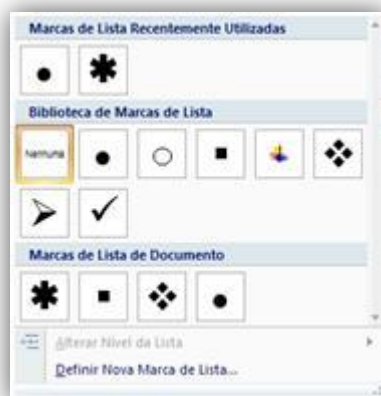 Marcas de Lista Recentemente Utilizadas
Biblioteca de Marcas de Lista
Nenhuma
Marcas de Lista de Documento
Alterar Nível da Lista
Definir Nova Marca de Lista...